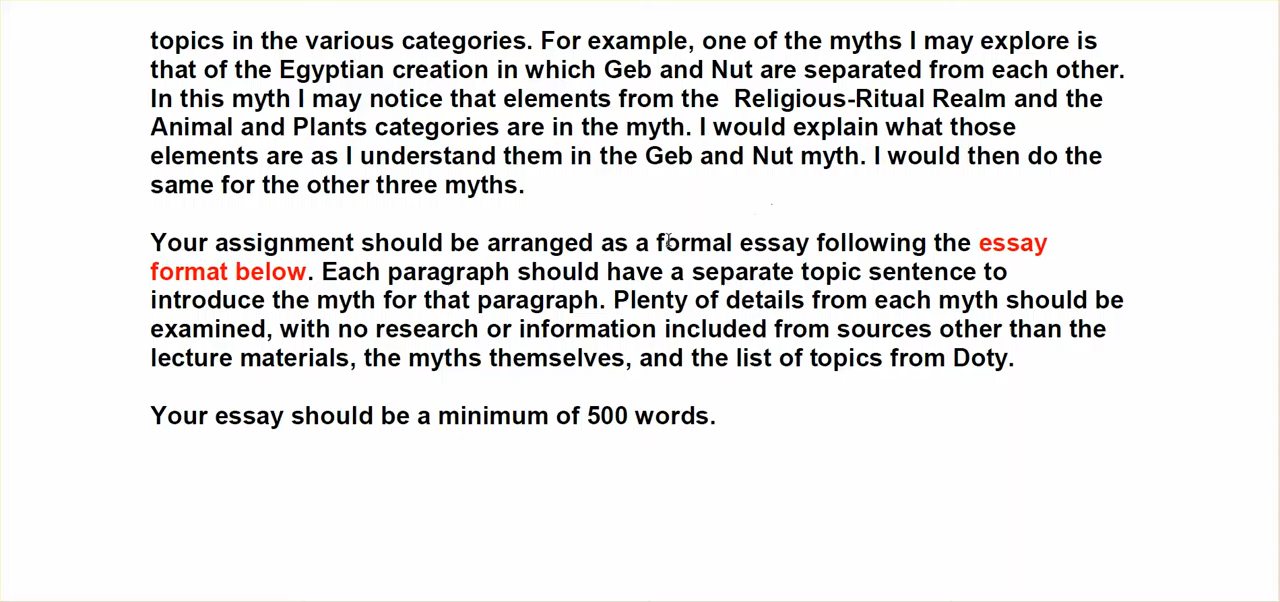 topics in the various categories. For example, one of the myths I may explore is
that of the Egyptian creation in which Geb and Nut are separated from each other.
In this myth I may notice that elements from the  Religious-Ritual Realm and the
Animal and Plants categories are in the myth. I would explain what those
elements are as I understand them in the Geb and Nut myth. I would then do the
same for the other three myths.
Your assignment should be arranged as a formal essay following the essay
format below. Each paragraph should have a separate topic sentence to
introduce the myth for that paragraph. Plenty of details from each myth should be
examined, with no research or information included from sources other than the
lecture materials, the myths themselves, and the list of topics from Doty.
Your essay should be a minimum of 500 words.